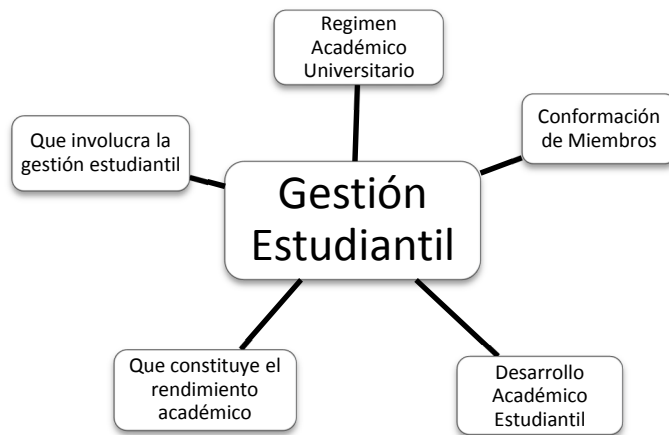 Regimen
Académico
Universitario
Conformación
de Miembros
Que involucra la
gestión estudiantil
Gestión
Estudiantil
Que constituye el
rendimiento
académico
Desarrollo
Académico
Estudiantil